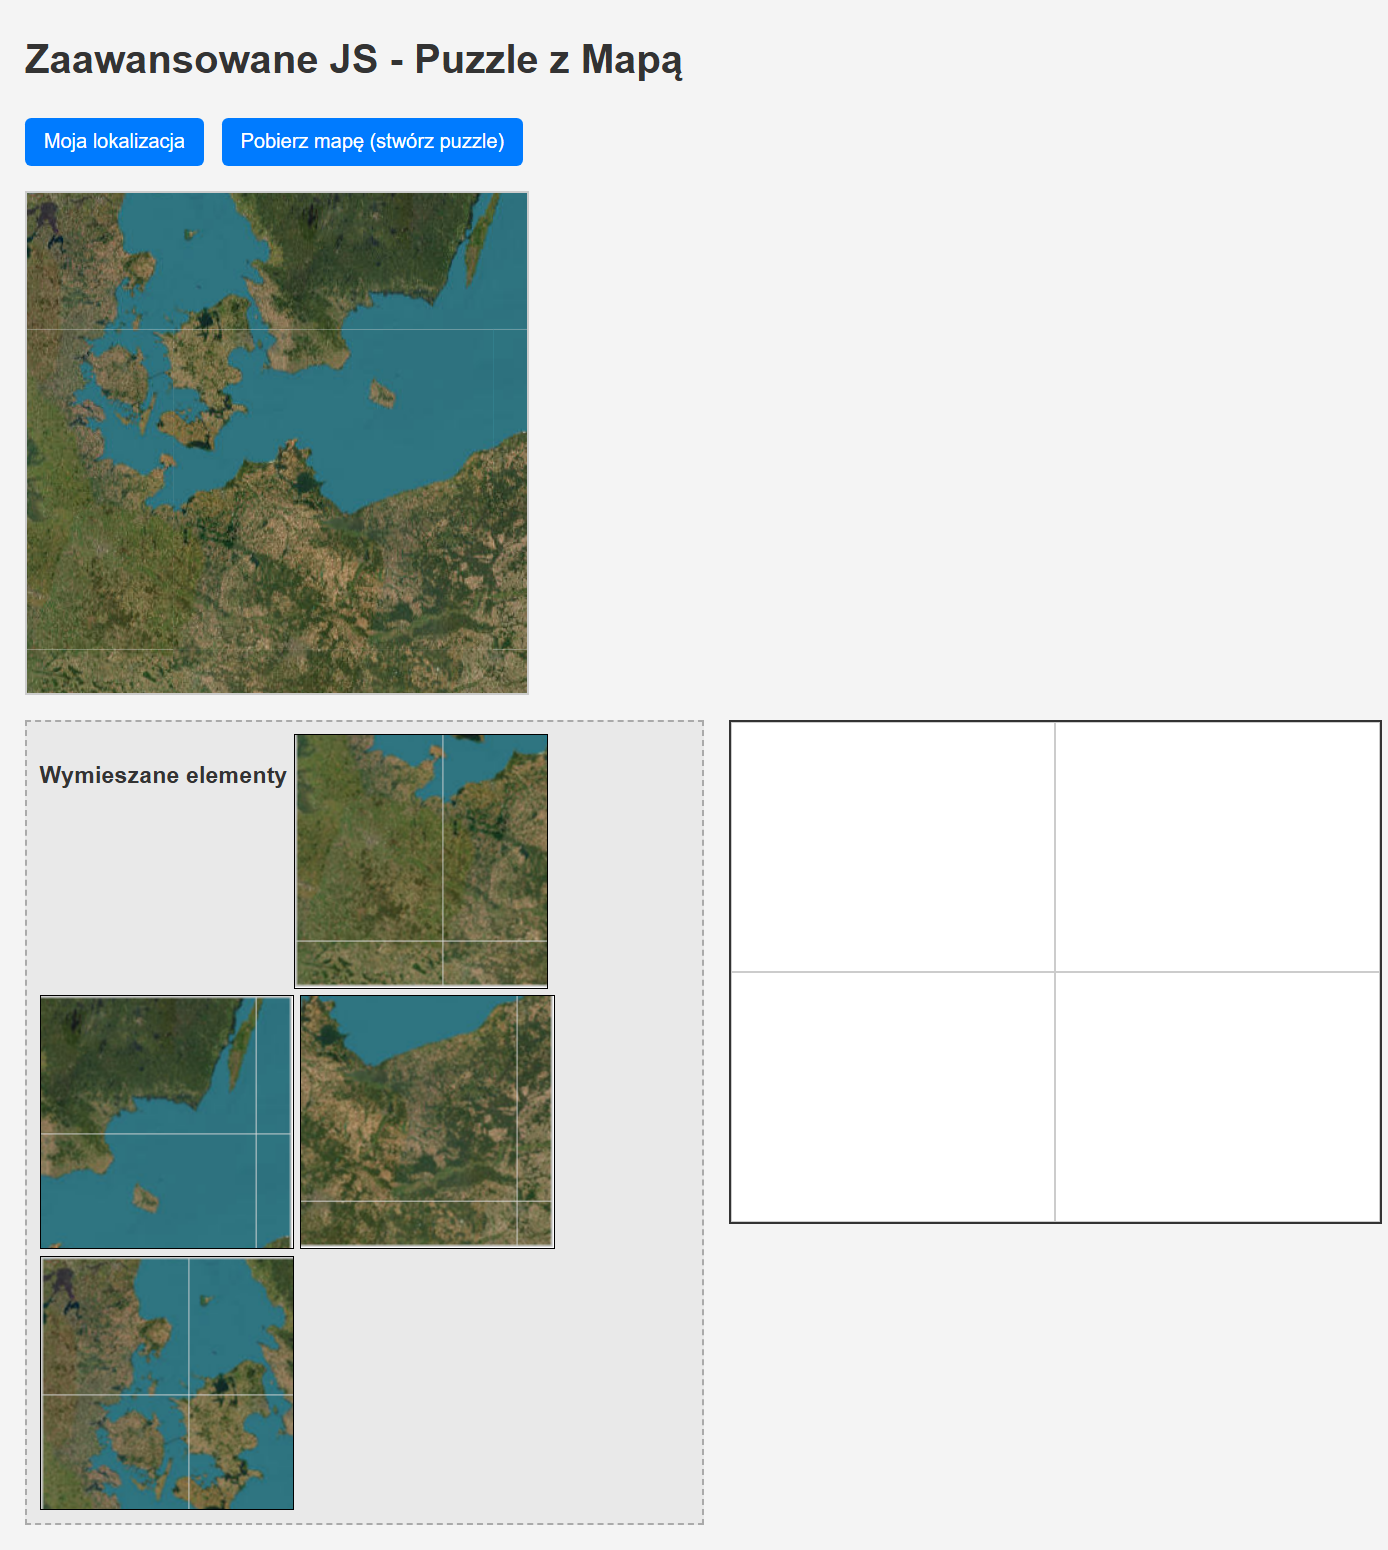 Zaawansowane JS - Puzzle z Mapą
Moja lokalizacja
Pobierz mapę (stwórz puzzle)
Wymieszane elementy